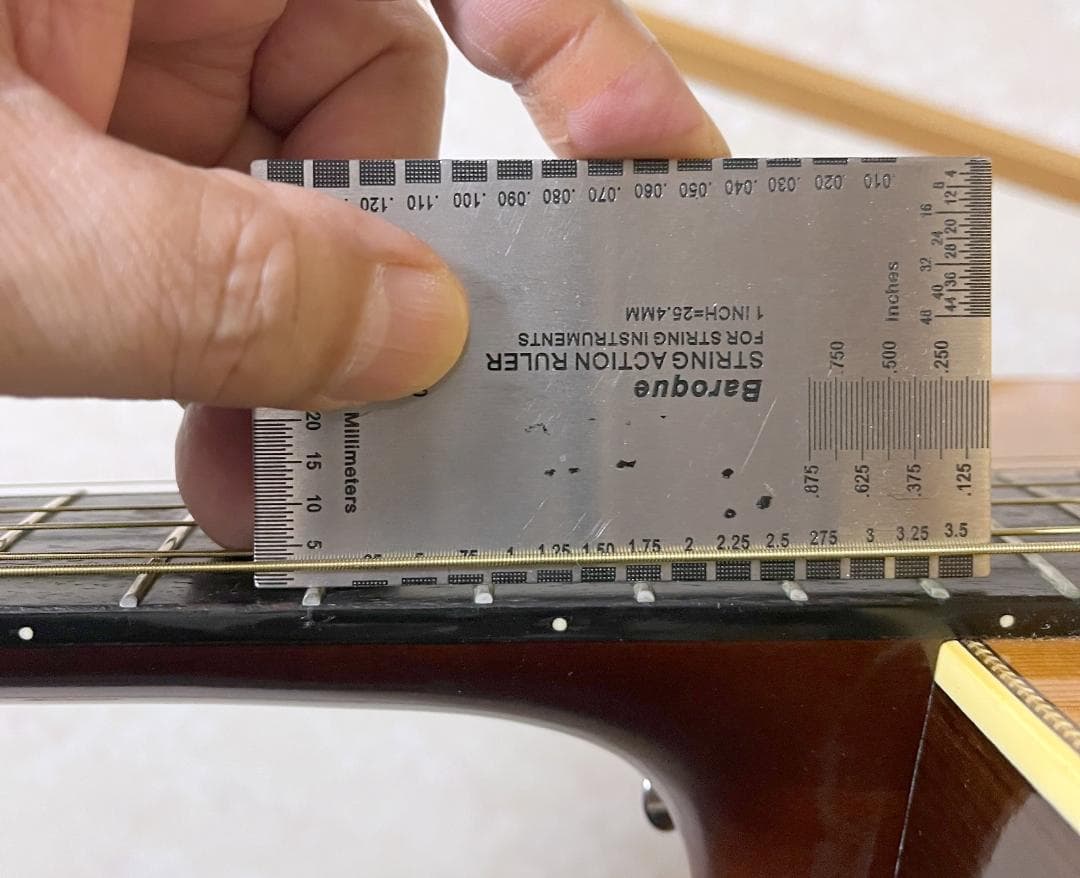 .010 .020 .030 .040 .050 .060 .070 .080 .090 .100 .110 .120
4 8 12 16 20 24 28 32 36 40 44 48
Inches
Baroque
STRING ACTION RULER
FOR STRING INSTRUMENTS
1 INCH=25.4MM
.750 .500 .250
.875 .625 .375 .125
20 15 10 5
Millimeters
1 1.25 1.50 1.75 2 2.25 2.5 275 3 3.25 3.5